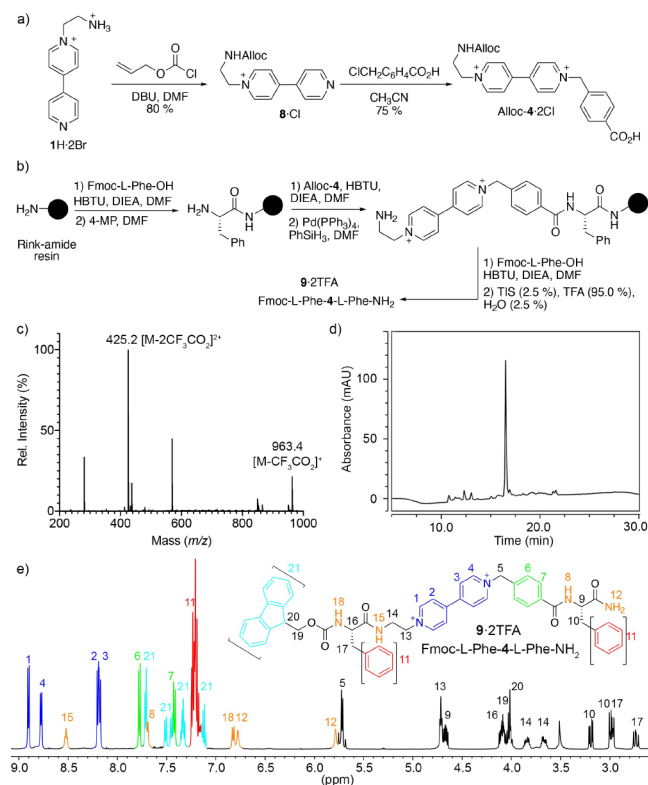 a)
NH₃
+
N
+
N
1H·2Br
O
O
Cl
DBU, DMF
80 %
NHAlloc
N
+
N
8·Cl
ClCH₂C₆H₄CO₂H
CH₃CN
75 %
NHAlloc
N
+
N
+
CO₂H
Alloc-4·2Cl
b)
H₂N
Rink-amide
resin
1) Fmoc-L-Phe-OH
HBTU, DIEA, DMF
2) 4-MP, DMF
H₂N
O
N
H
Ph
1) Alloc-4, HBTU,
DIEA, DMF
2) Pd(PPh₃)₄,
PhSiH₃, DMF
NH₂
N
+
N
+
O
H
N
O
N
H
Ph
1) Fmoc-L-Phe-OH
HBTU, DIEA, DMF
2) TIS (2.5 %), TFA (95.0 %),
H₂O (2.5 %)
9·2TFA
Fmoc-L-Phe-4-L-Phe-NH₂
c)
Rel. Intensity (%)
100
50
0
425.2 [M-2CF₃CO₂]²⁺
963.4
[M-CF₃CO₂]⁺
200 400 600 800 1000
Mass (m/z)
d)
Absorbance (mAU)
150
100
50
0
10.0 20.0 30.0
Time (min)
e)
21
20
19
O
O
18
H
N
16
17
O
15
N
H
14
13
11
N
+
1
2
3
4
N
+
5
6
7
O
8
H
N
9
O
12
NH₂
10
11
9·2TFA
Fmoc-L-Phe-4-L-Phe-NH₂
1
4
15
2
3
6
21
8
21
7
21
11
21
18
12
12
5
13
9
16
19
20
14
14
10
10
17
17
9.0 8.5 8.0 7.5 7.0 6.5 6.0 5.5 5.0 4.5 4.0 3.5 3.0
(ppm)